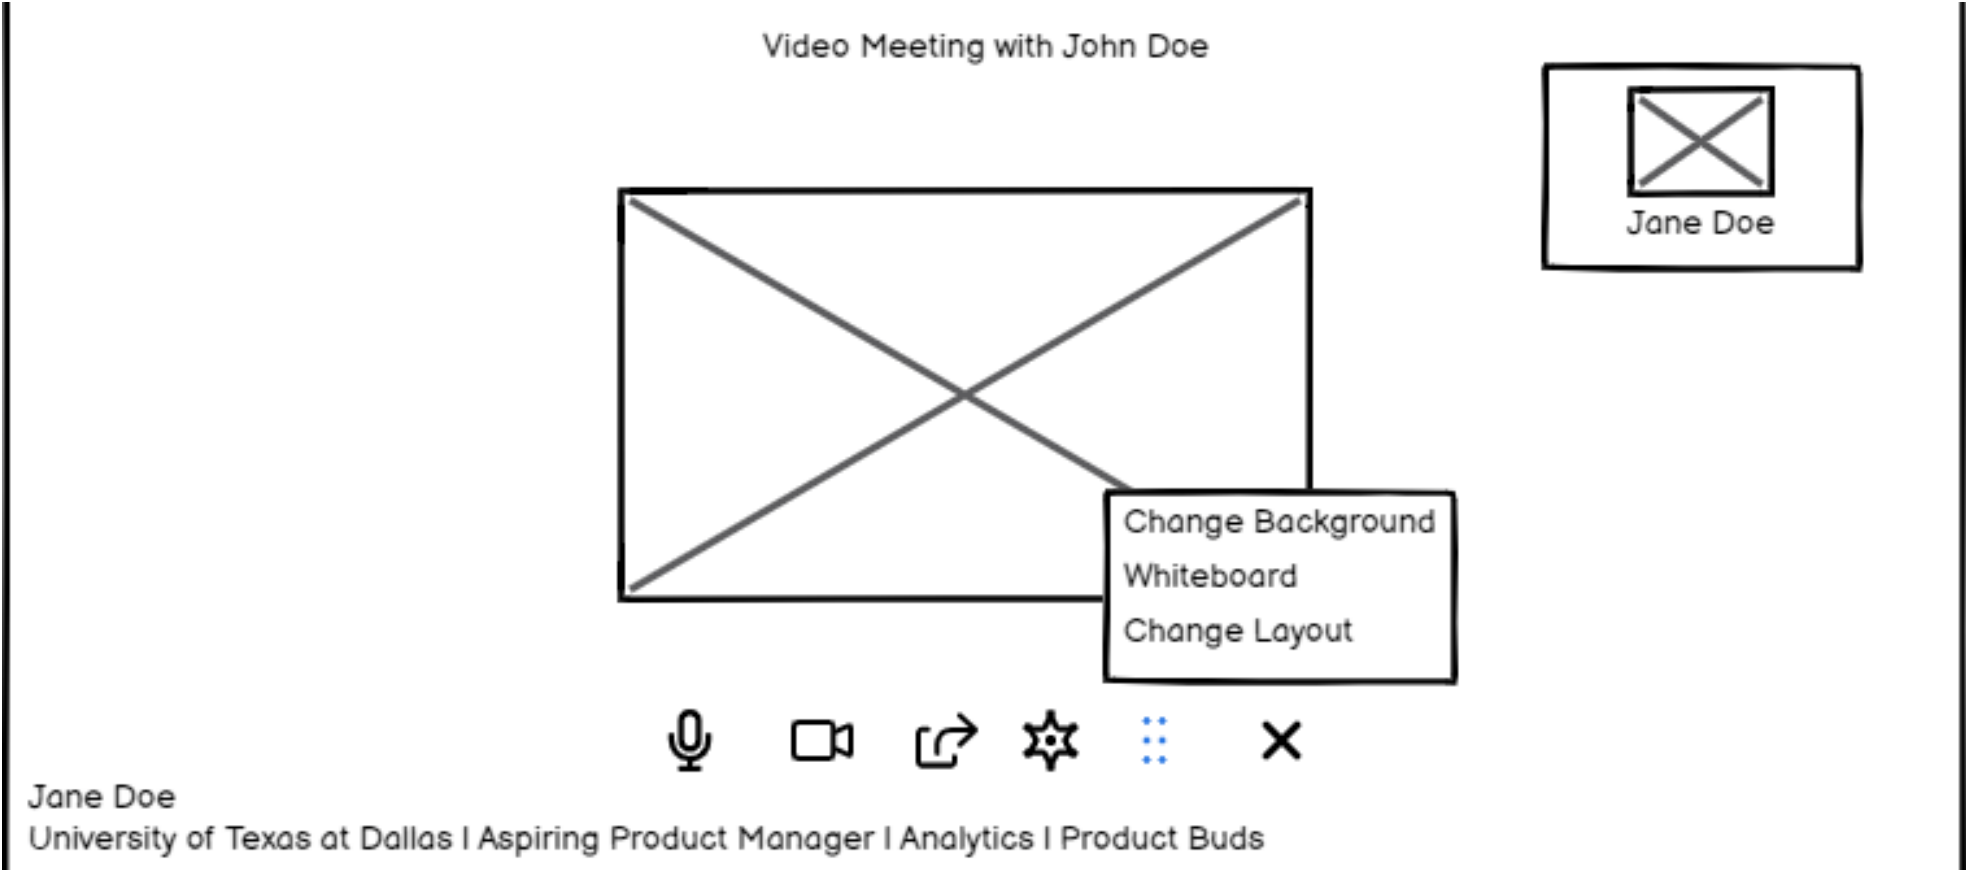 Video Meeting with John Doe
Jane Doe
Change Background
Whiteboard
Change Layout
Jane Doe
University of Texas at Dallas | Aspiring Product Manager | Analytics | Product Buds